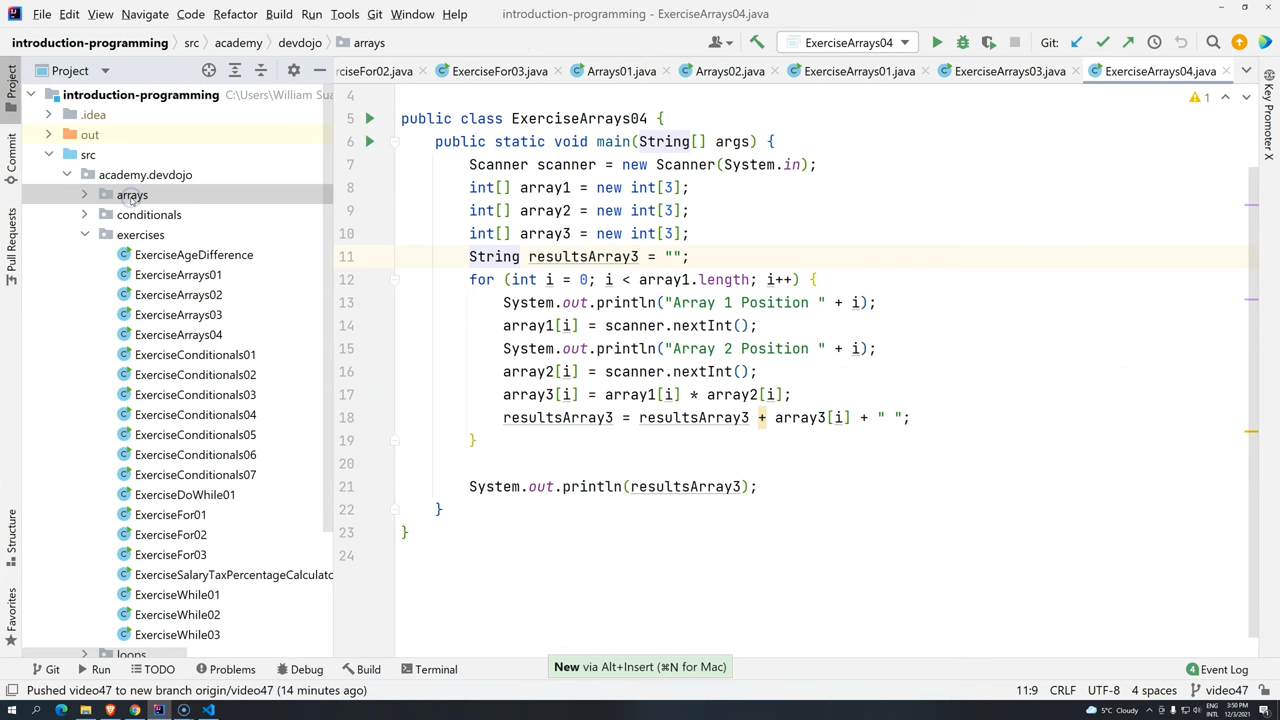 File Edit View Navigate Code Refactor Build Run Tools Git Window Help introduction-programming - ExerciseArrays04.java
introduction-programming src academy devdojo arrays ExerciseArrays04 Git:
Project rciseFor02.java ExerciseFor03.java Arrays01.java Arrays02.java ExerciseArrays01.java ExerciseArrays03.java ExerciseArrays04.java
Project
Commit
Pull Requests
Structure
Favorites
introduction-programming C:\Users\William Sua
.idea
out
src
academy.devdojo
arrays
conditionals
exercises
ExerciseAgeDifference
ExerciseArrays01
ExerciseArrays02
ExerciseArrays03
ExerciseArrays04
ExerciseConditionals01
ExerciseConditionals02
ExerciseConditionals03
ExerciseConditionals04
ExerciseConditionals05
ExerciseConditionals06
ExerciseConditionals07
ExerciseDoWhile01
ExerciseFor01
ExerciseFor02
ExerciseFor03
ExerciseSalaryTaxPercentageCalculato
ExerciseWhile01
ExerciseWhile02
ExerciseWhile03
loops
4
5 public class ExerciseArrays04 {
6 public static void main(String[] args) {
7 Scanner scanner = new Scanner(System.in);
8 int[] array1 = new int[3];
9 int[] array2 = new int[3];
10 int[] array3 = new int[3];
11 String resultsArray3 = "";
12 for (int i = 0; i < array1.length; i++) {
13 System.out.println("Array 1 Position " + i);
14 array1[i] = scanner.nextInt();
15 System.out.println("Array 2 Position " + i);
16 array2[i] = scanner.nextInt();
17 array3[i] = array1[i] * array2[i];
18 resultsArray3 = resultsArray3 + array3[i] + " ";
19 }
20
21 System.out.println(resultsArray3);
22 }
23 }
24
1
Key Promoter X
New via Alt+Insert (⌘N for Mac)
Git Run TODO Problems Debug Build Terminal 4 Event Log
Pushed video47 to new branch origin/video47 (14 minutes ago) 11:9 CRLF UTF-8 4 spaces video47
5°C Cloudy ENG INTL 3:50 PM 12/3/2021